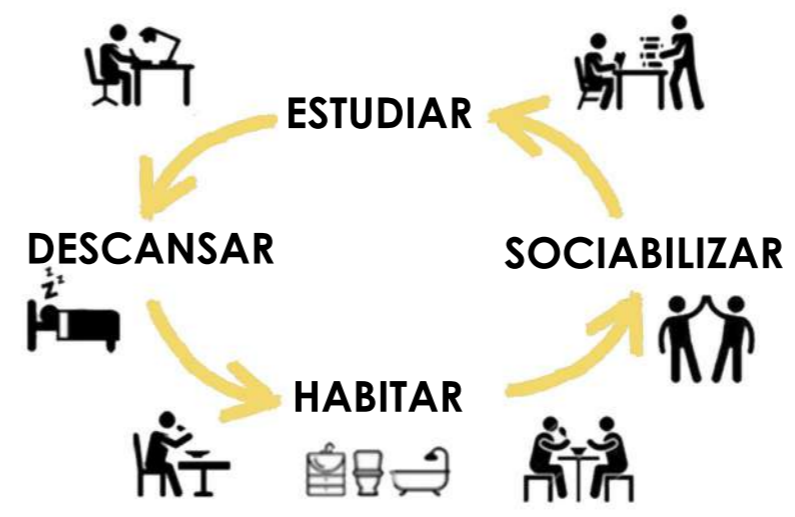 ESTUDIAR
DESCANSAR
SOCIABILIZAR
z z z
HABITAR